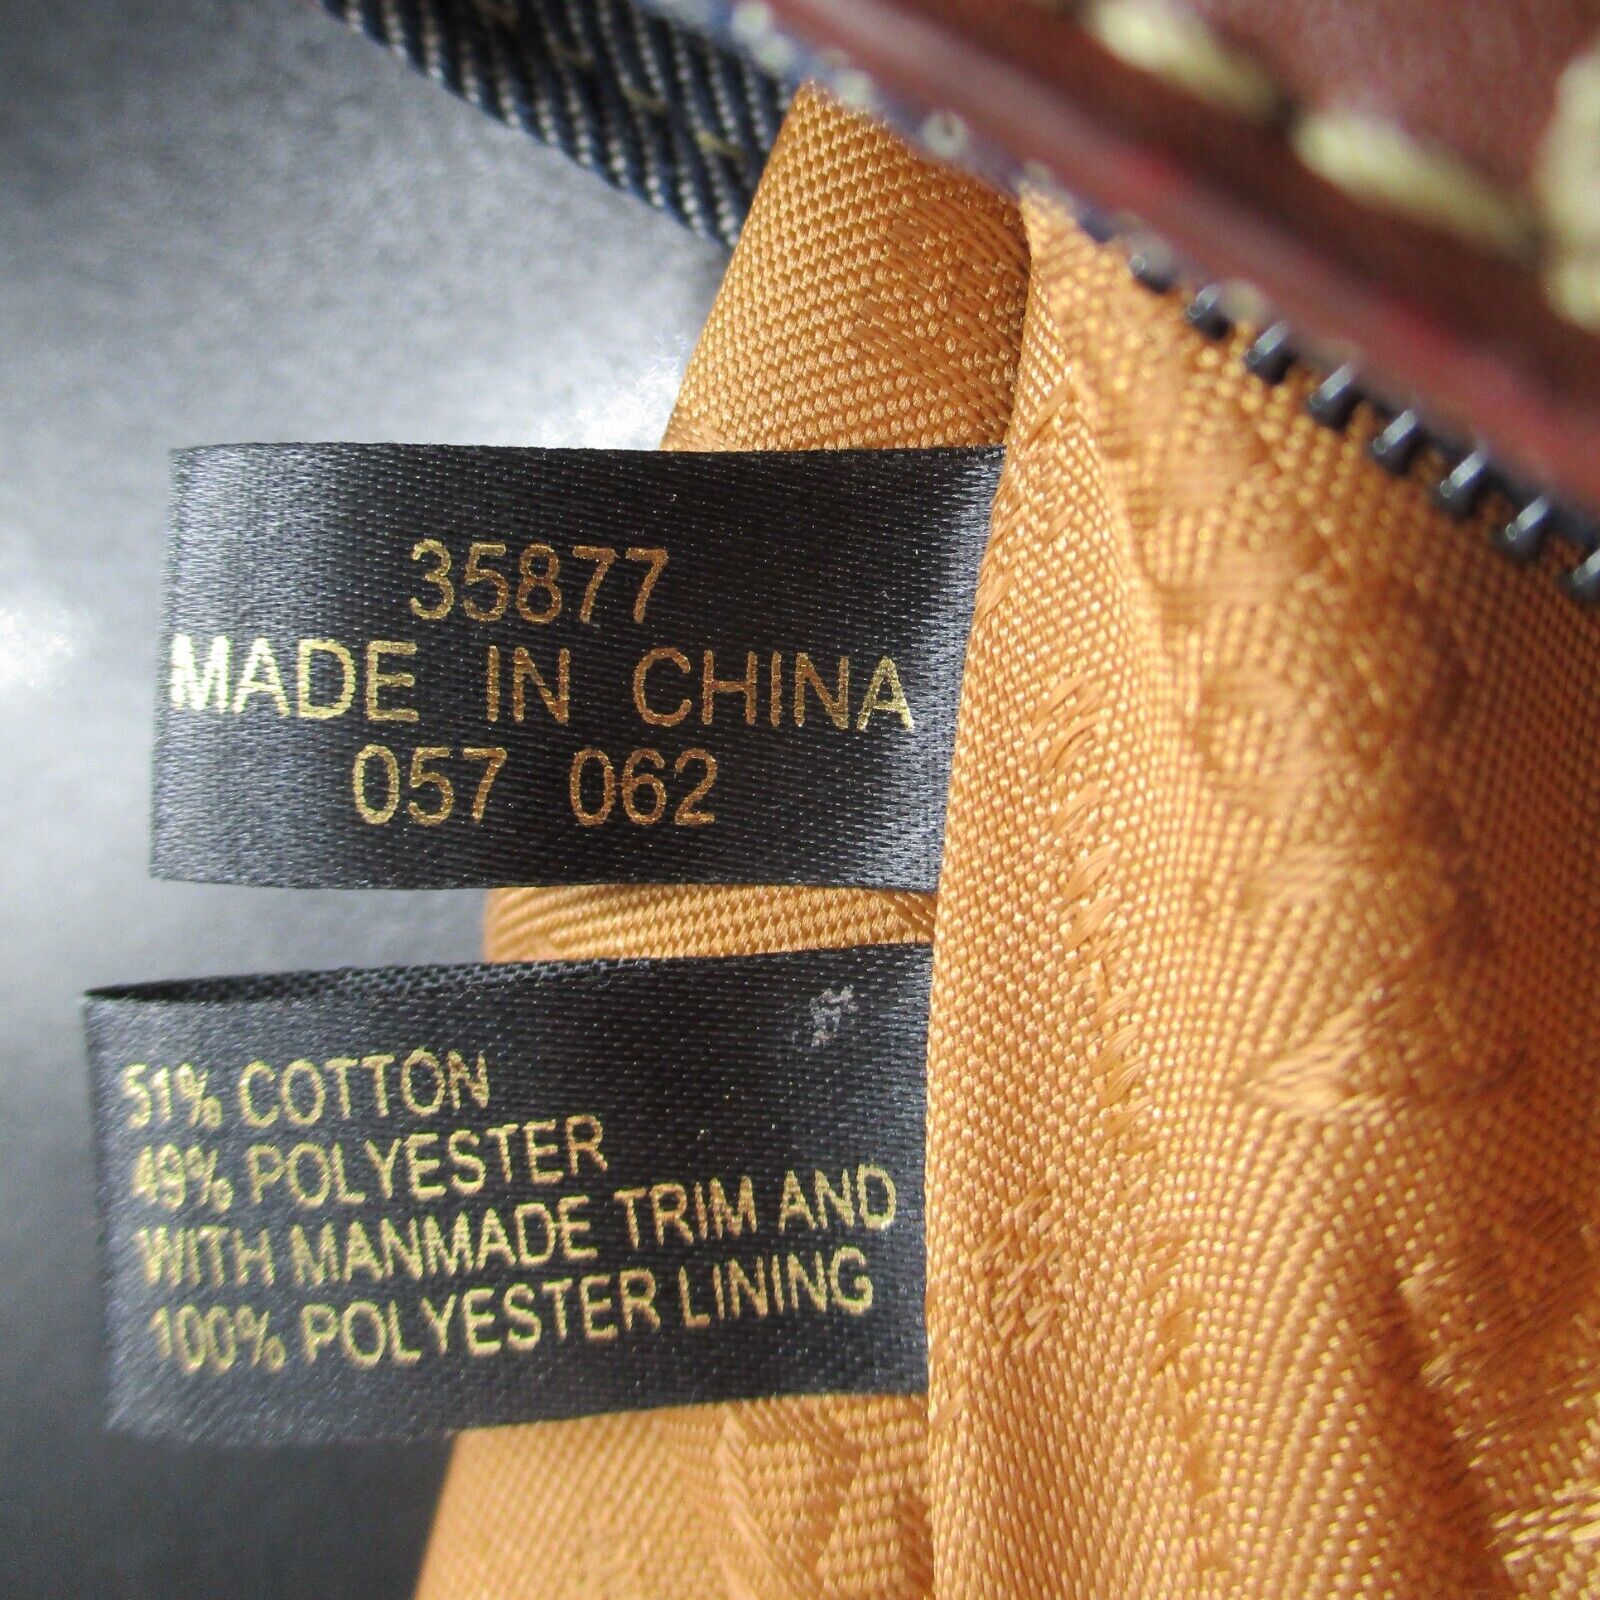 35877
MADE IN CHINA
057 062
51% COTTON
49% POLYESTER
WITH MANMADE TRIM AND
100% POLYESTER LINING